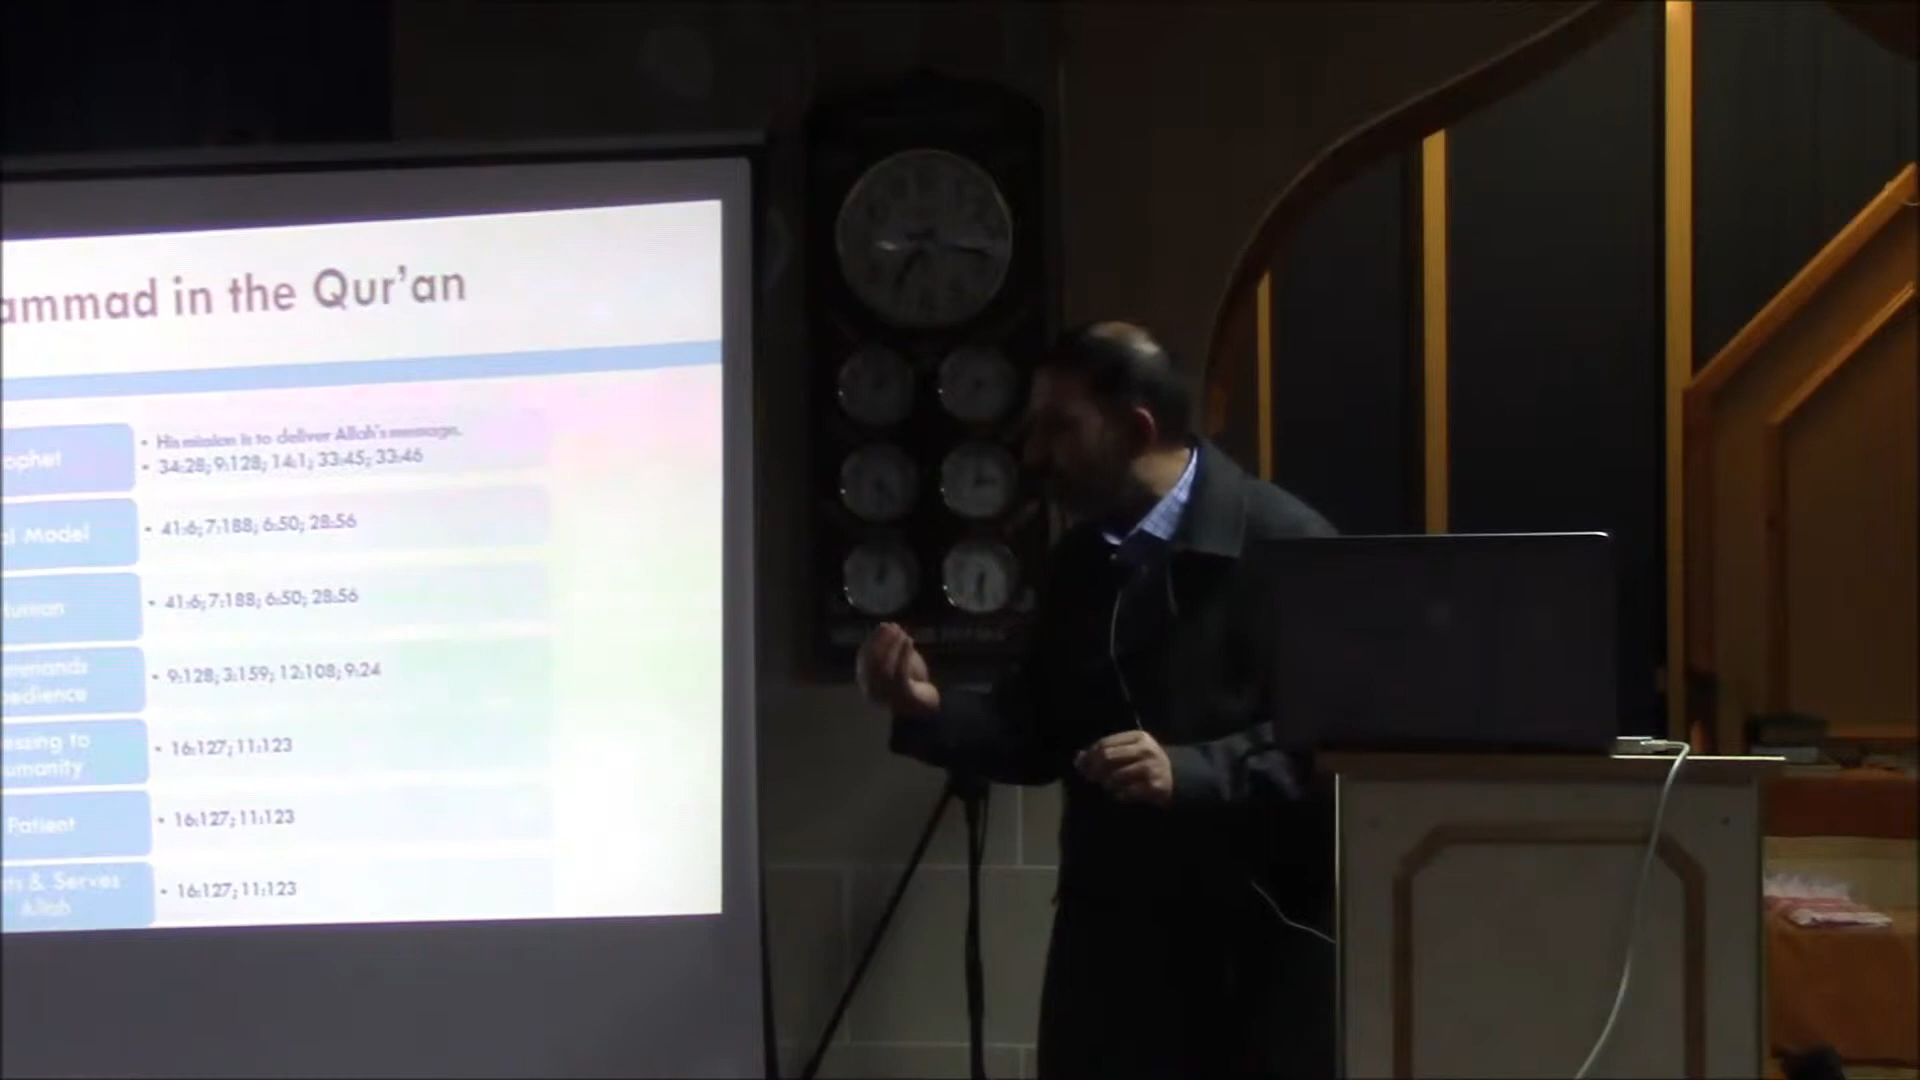 ammad in the Qur'an
ophet
• His mission is to deliver Allah's message.
• 34:28; 9:128; 14:1; 33:45; 33:46
al Model
• 41:6; 7:188; 6:50; 28:56
Human
• 41:6; 7:188; 6:50; 28:56
mmands
bedience
• 9:128; 3:159; 12:108; 9:24
essing to
umanity
• 16:127; 11:123
Patient
• 16:127; 11:123
& Serves
Allah
• 16:127; 11:123